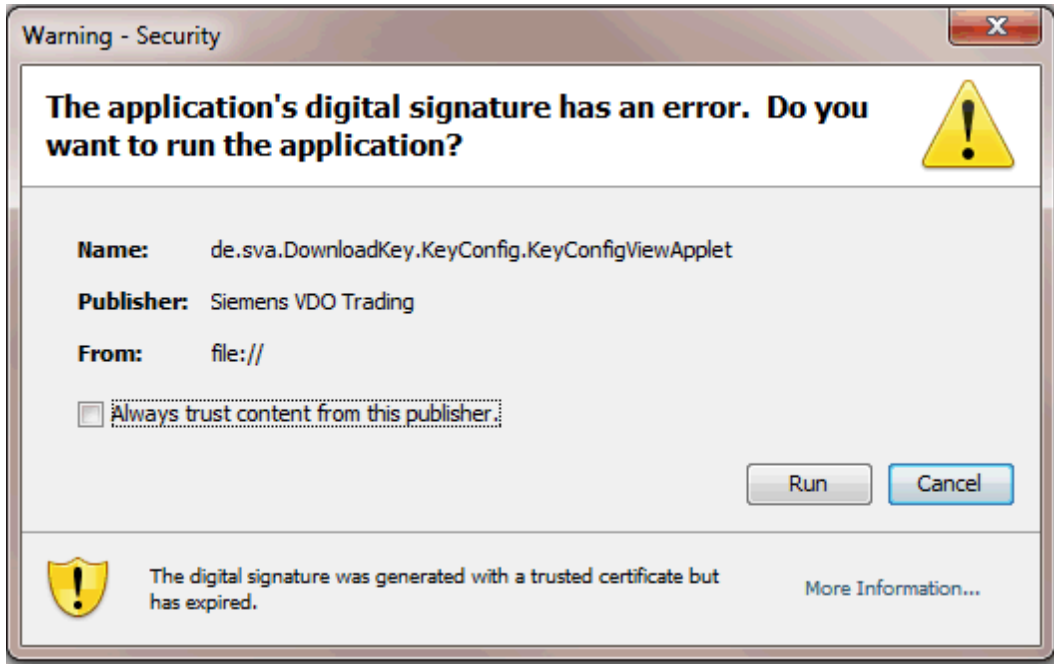 Warning - Security
The application's digital signature has an error.  Do you
want to run the application?
Name: de.sva.DownloadKey.KeyConfig.KeyConfigViewApplet
Publisher: Siemens VDO Trading
From: file://
Always trust content from this publisher.
Run Cancel
The digital signature was generated with a trusted certificate but
has expired.
More Information...